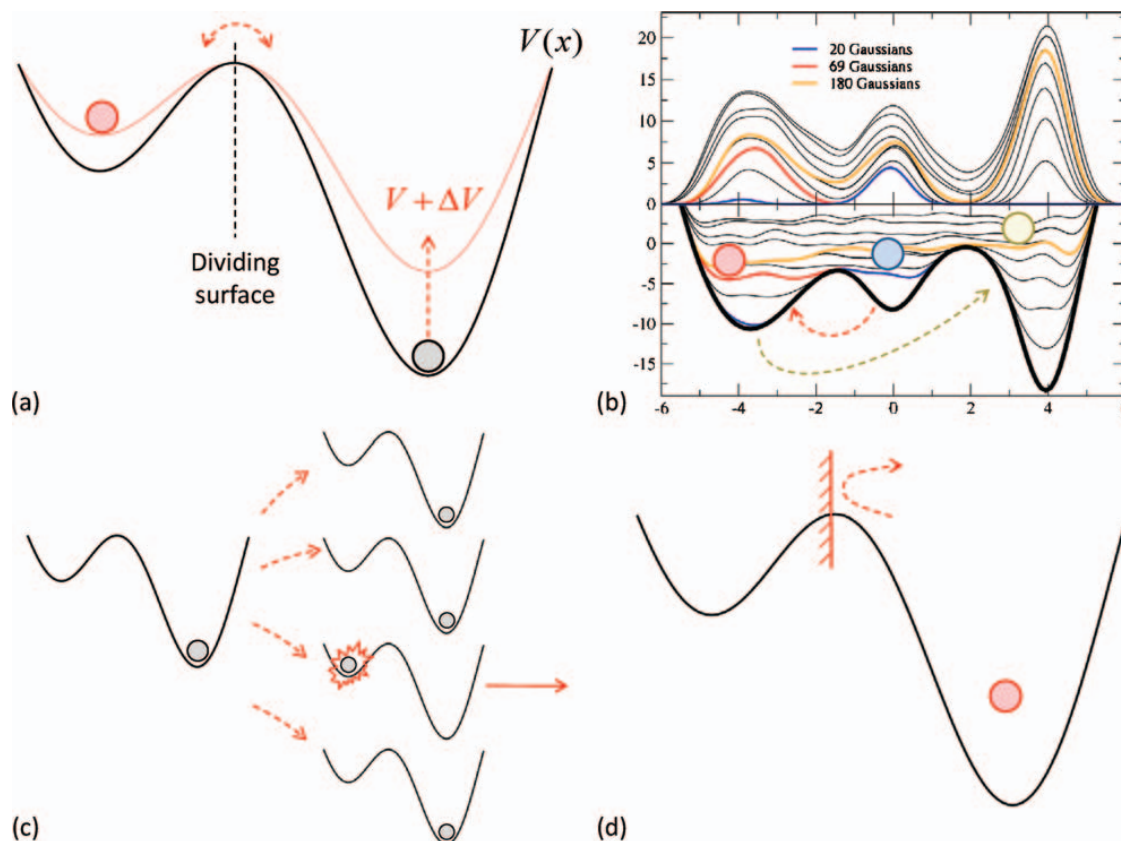 V(x)
V + ΔV
Dividing
surface
(a)
20
15
10
5
0
20 Gaussians
69 Gaussians
180 Gaussians
0
-5
-10
-15
-6
-4
-2
0
2
4
(b)
(c)
(d)